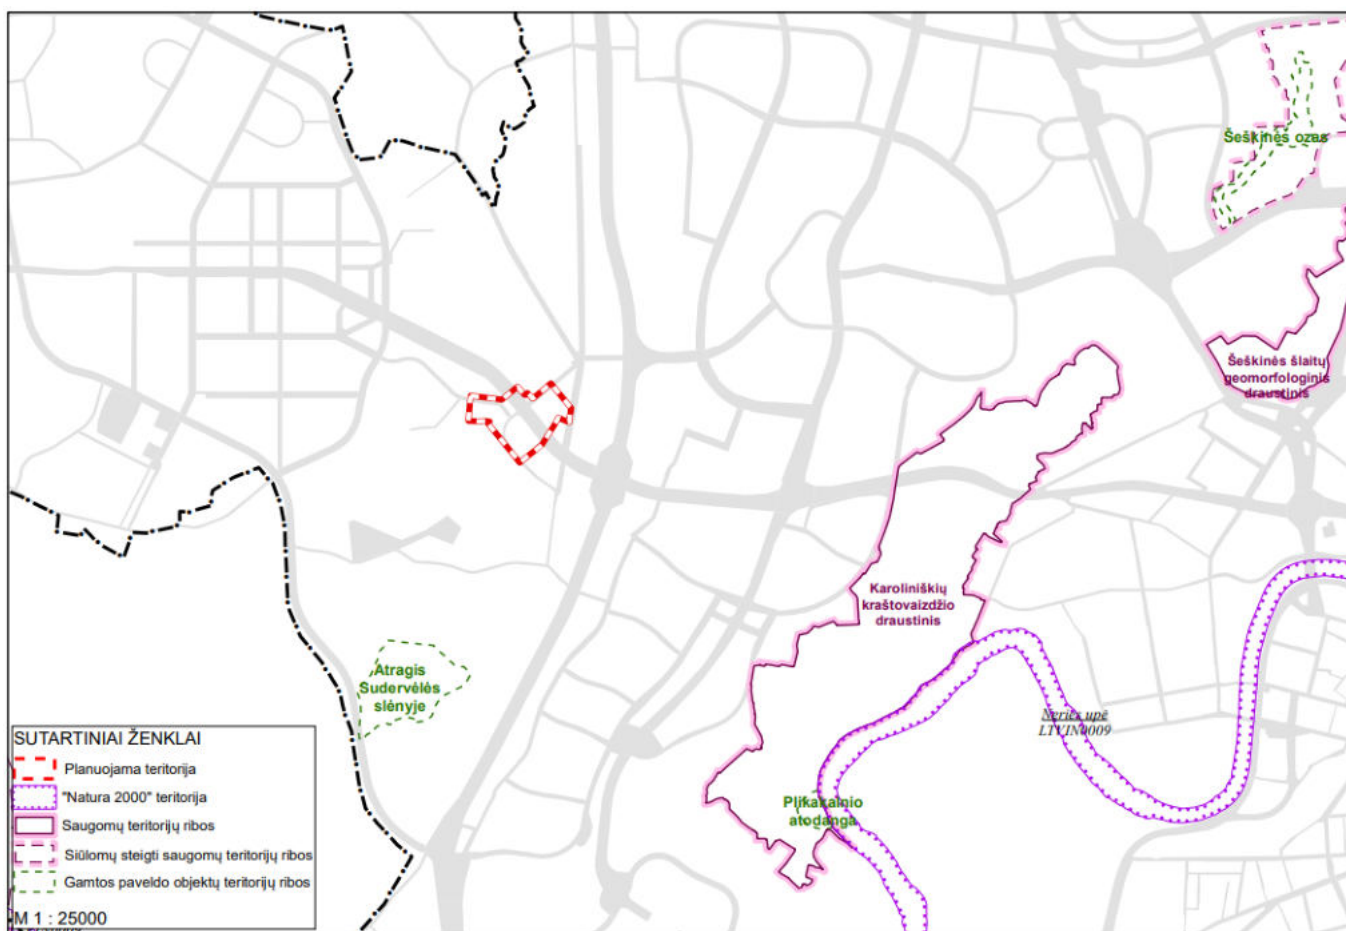 Šeškinės ozas
Šeškinės šlaitų
geomorfologinis
draustinis
Karoliniškių
kraštovaizdžio
draustinis
Atragis
Sudervėlės
slėnyje
Neries upė
LTVIN0009
Plikakalnio
atodanga
SUTARTINIAI ŽENKLAI
Planuojama teritorija
"Natura 2000" teritorija
Saugomų teritorijų ribos
Siūlomų steigti saugomų teritorijų ribos
Gamtos paveldo objektų teritorijų ribos
M 1 : 25000